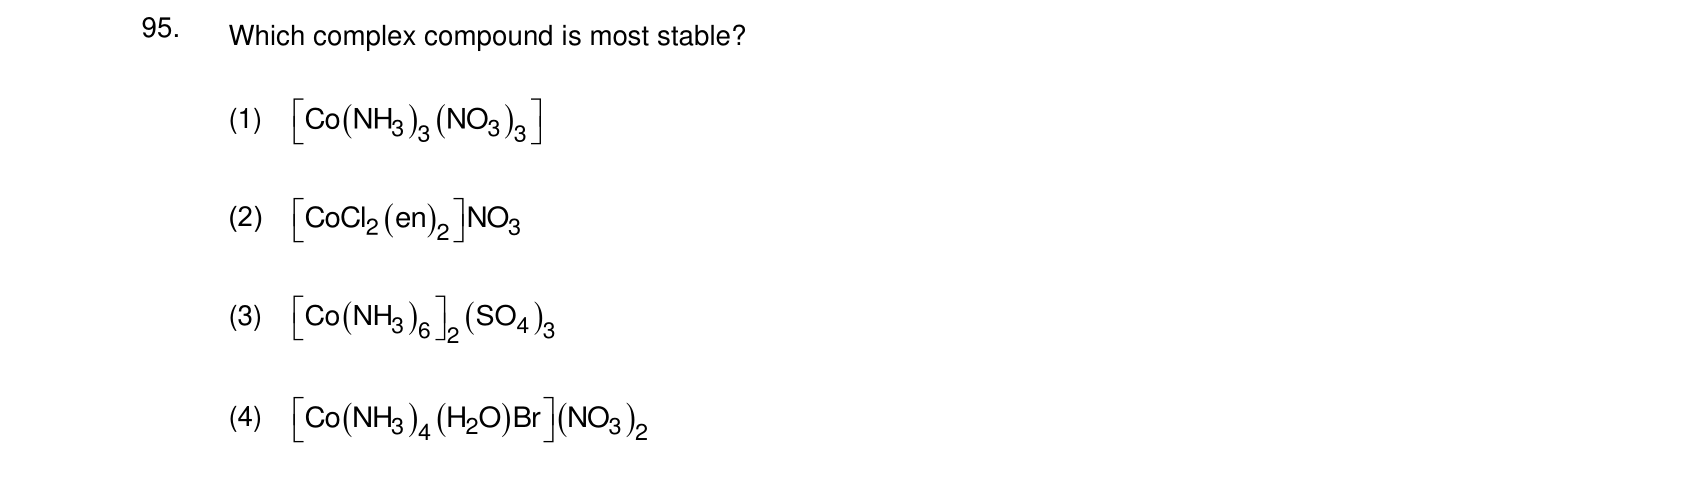 95. Which complex compound is most stable?
(1) [Co(NH₃)₃(NO₃)₃]
(2) [CoCl₂(en)₂]NO₃
(3) [Co(NH₃)₆]₂(SO₄)₃
(4) [Co(NH₃)₄(H₂O)Br](NO₃)₂